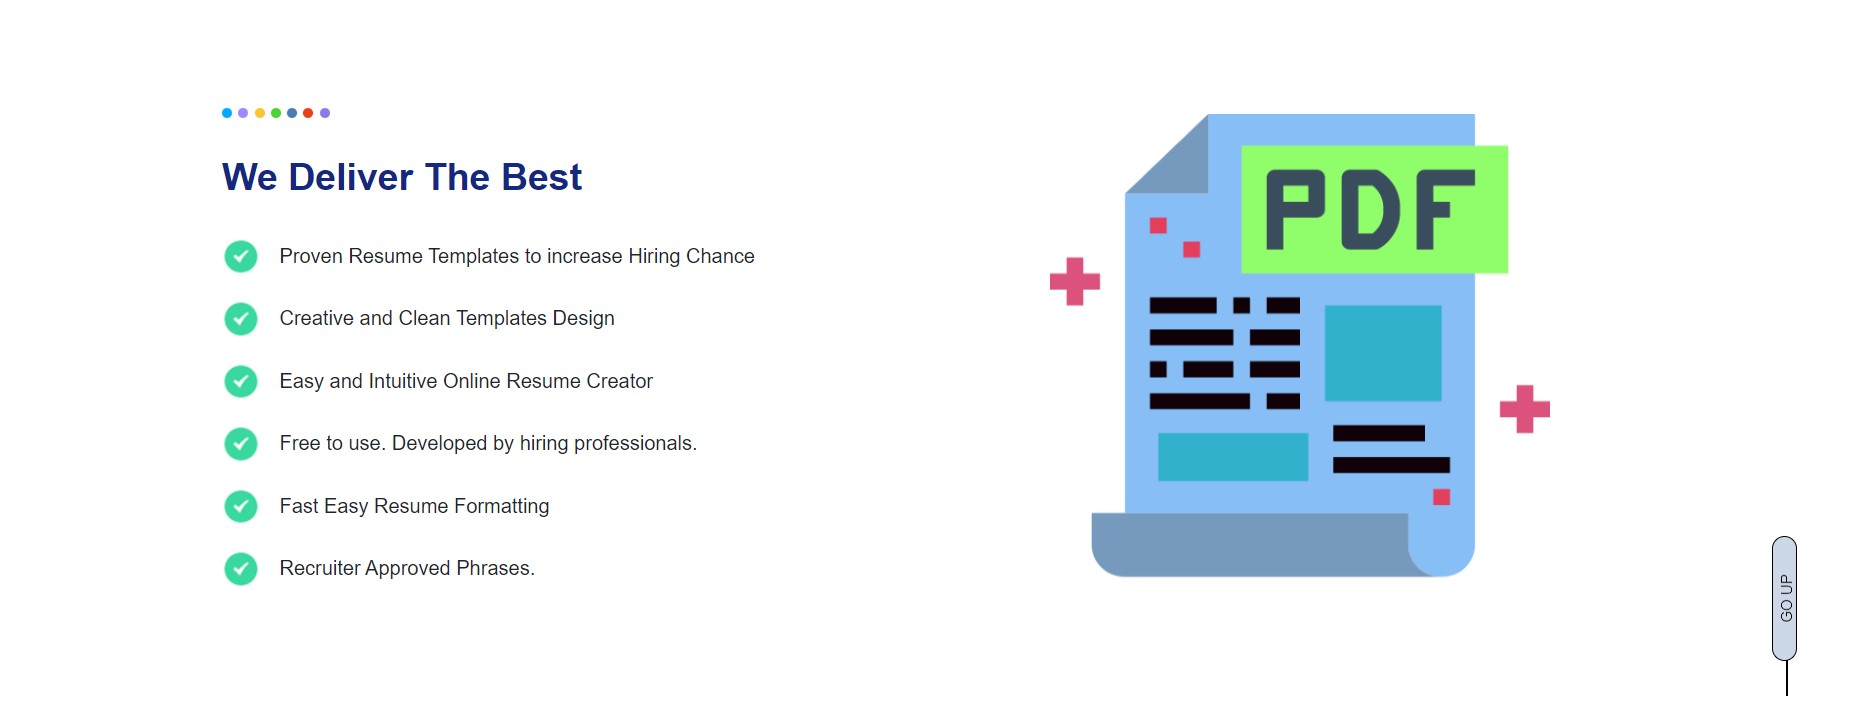 We Deliver The Best
Proven Resume Templates to increase Hiring Chance
Creative and Clean Templates Design
Easy and Intuitive Online Resume Creator
Free to use. Developed by hiring professionals.
Fast Easy Resume Formatting
Recruiter Approved Phrases.
PDF
GO UP